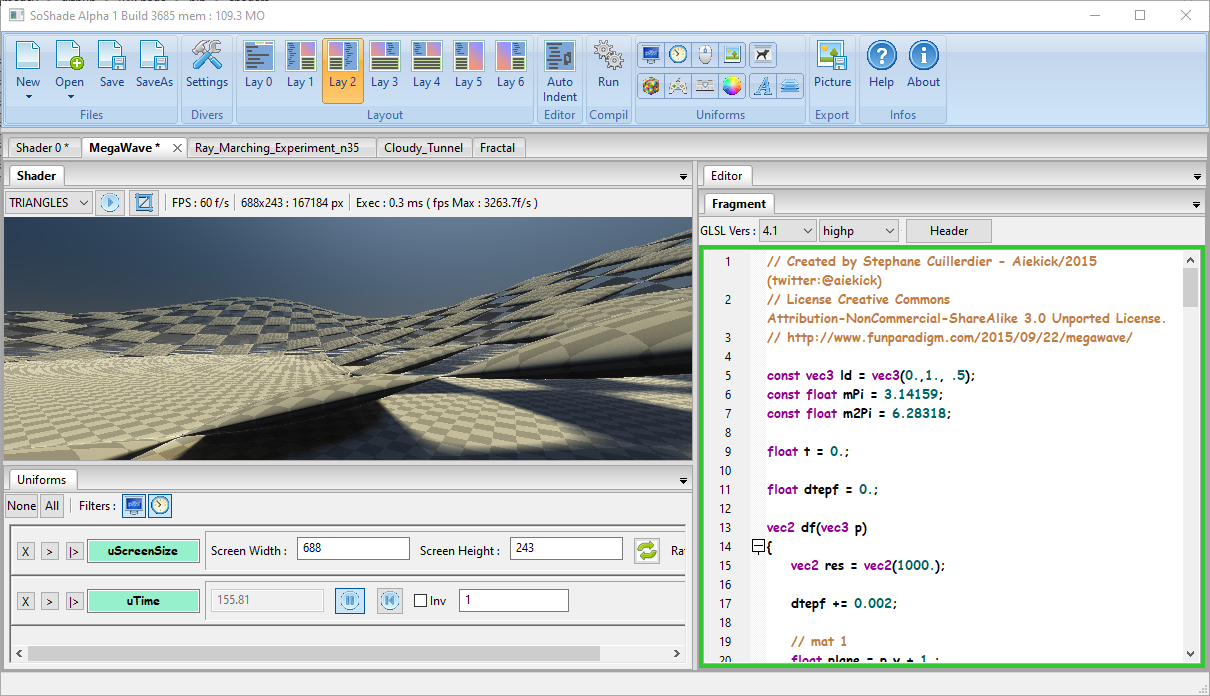 SoShade Alpha 1 Build 3685 mem : 109.3 MO
New Open Save SaveAs Settings Lay 0 Lay 1 Lay 2 Lay 3 Lay 4 Lay 5 Lay 6 Auto Indent Run Picture Help About
Files Divers Layout Editor Compil Uniforms Export Infos
Shader 0 * MegaWave * Ray_Marching_Experiment_n35 Cloudy_Tunnel Fractal
Shader
TRIANGLES FPS : 60 f/s 688x243 : 167184 px Exec : 0.3 ms ( fps Max : 3263.7f/s )
Uniforms
None All Filters :
X > |> uScreenSize Screen Width : 688 Screen Height : 243
X > |> uTime 155.81 Inv 1
Editor
Fragment
GLSL Vers : 4.1 highp Header
1 // Created by Stephane Cuillerdier - Aiekick/2015
(twitter:@aiekick)
2 // License Creative Commons
Attribution-NonCommercial-ShareAlike 3.0 Unported License.
3 // http://www.funparadigm.com/2015/09/22/megawave/
4
5 const vec3 ld = vec3(0.,1., .5);
6 const float mPi = 3.14159;
7 const float m2Pi = 6.28318;
8
9 float t = 0.;
10
11 float dtepf = 0.;
12
13 vec2 df(vec3 p)
14 {
15 vec2 res = vec2(1000.);
16
17 dtepf += 0.002;
18
19 // mat 1
20 float plane = p.y + 1.;